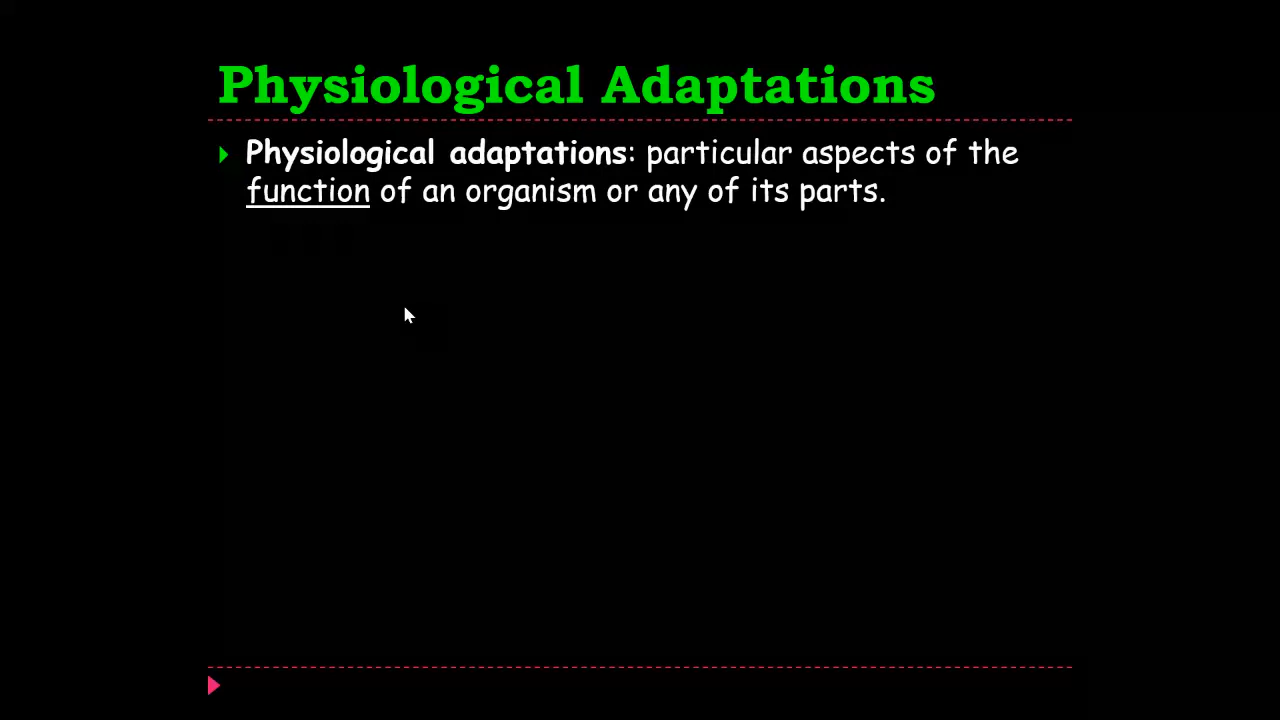 Physiological Adaptations
Physiological adaptations: particular aspects of the
function of an organism or any of its parts.